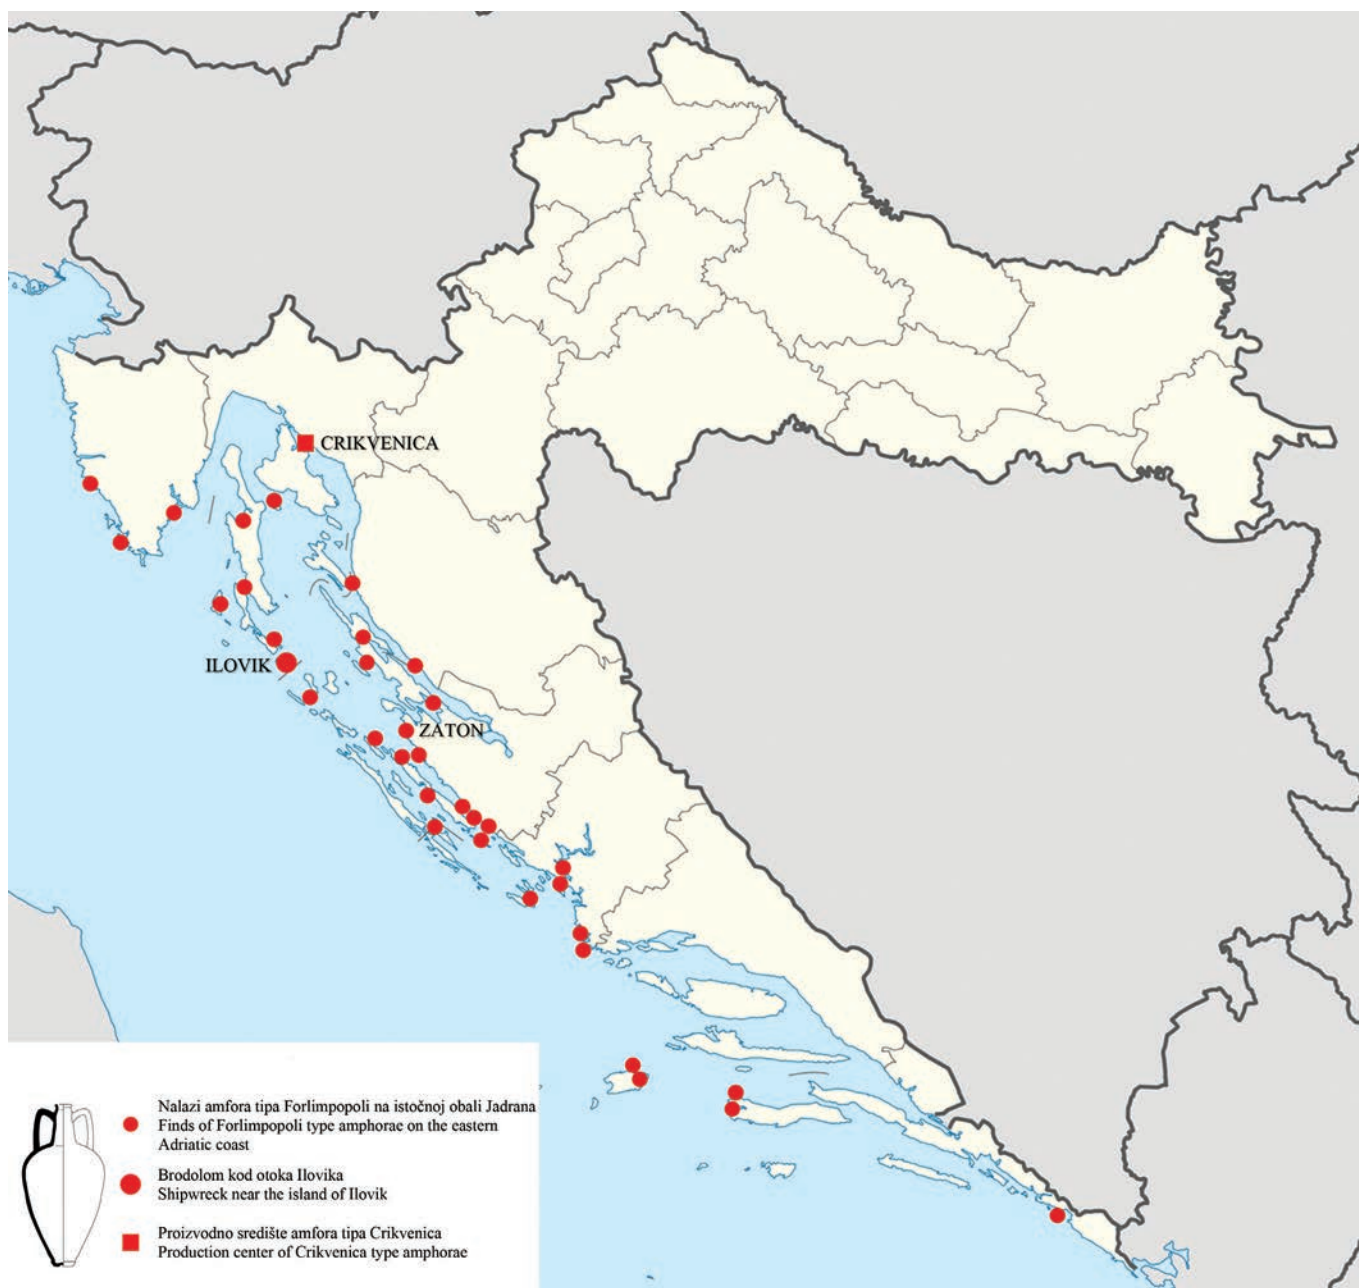 CRIKVENICA
ILOVIK
ZATON
Nalazi amfora tipa Forlimpopoli na istočnoj obali Jadrana
Finds of Forlimpopoli type amphorae on the eastern
Adriatic coast
Brodolom kod otoka Ilovika
Shipwreck near the island of Ilovik
Proizvodno središte amfora tipa Crikvenica
Production center of Crikvenica type amphorae